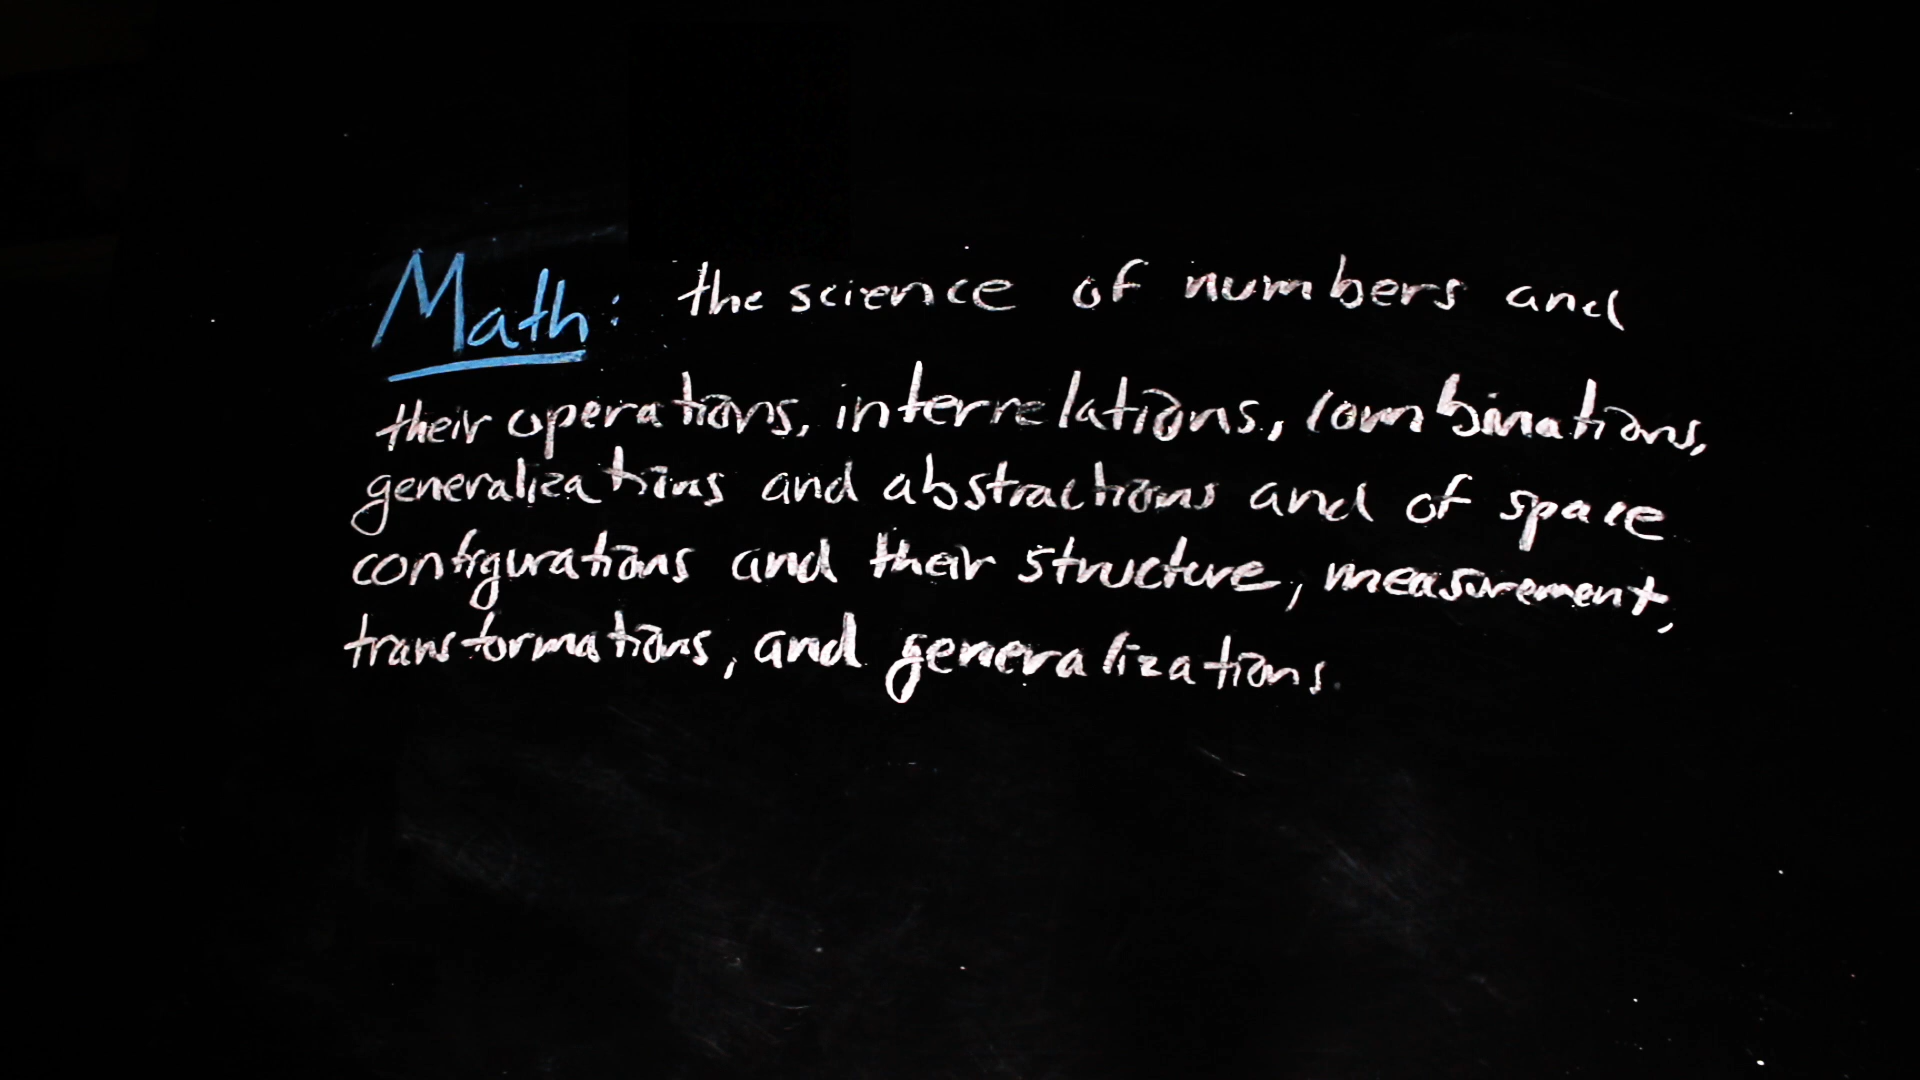 Math: the science of numbers and
their operations, interrelations, combinations,
generalizations and abstractions and of space
configurations and their structure, measurement,
transformations, and generalizations.